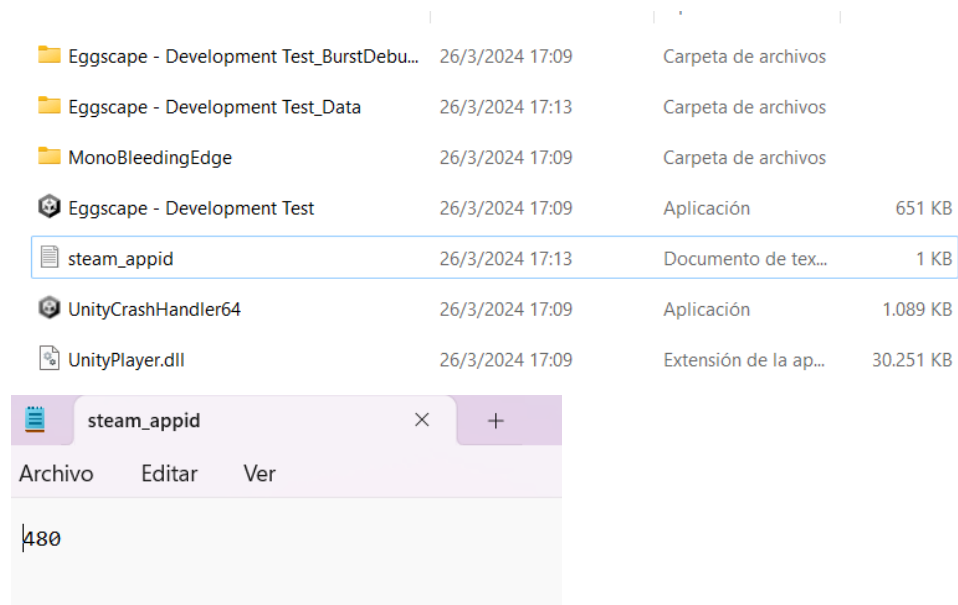 Eggscape - Development Test_BurstDebu... 26/3/2024 17:09 Carpeta de archivos
Eggscape - Development Test_Data 26/3/2024 17:13 Carpeta de archivos
MonoBleedingEdge 26/3/2024 17:09 Carpeta de archivos
Eggscape - Development Test 26/3/2024 17:09 Aplicación 651 KB
steam_appid 26/3/2024 17:13 Documento de tex... 1 KB
UnityCrashHandler64 26/3/2024 17:09 Aplicación 1.089 KB
UnityPlayer.dll 26/3/2024 17:09 Extensión de la ap... 30.251 KB
steam_appid
Archivo Editar Ver
480